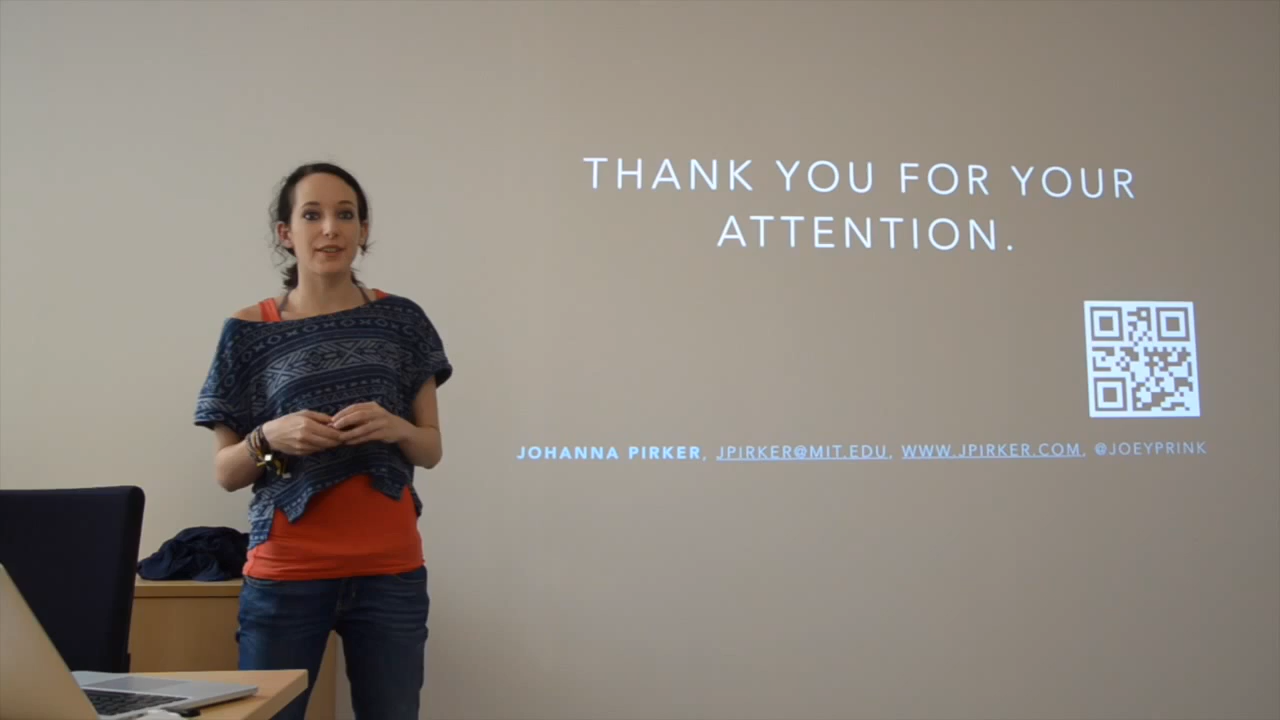 THANK YOU FOR YOUR
ATTENTION.
JOHANNA PIRKER, JPIRKER@MIT.EDU, WWW.JPIRKER.COM, @JOEYPRINK